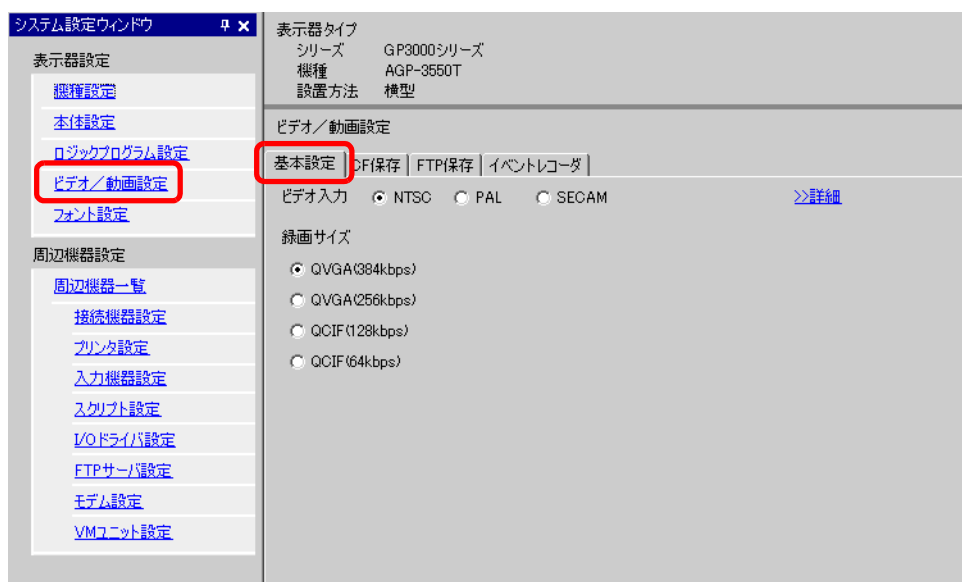 システム設定ウィンドウ
表示器設定
機種設定
本体設定
ロジックプログラム設定
ビデオ／動画設定
フォント設定
周辺機器設定
周辺機器一覧
接続機器設定
プリンタ設定
入力機器設定
スクリプト設定
I/Oドライバ設定
FTPサーバ設定
モデム設定
VMユニット設定
表示器タイプ
シリーズ GP3000シリーズ
機種 AGP-3550T
設置方法 横型
ビデオ／動画設定
基本設定 CF保存 FTP保存 イベントレコーダ
ビデオ入力 NTSC PAL SECAM >>詳細
録画サイズ
QVGA(384kbps)
QVGA(256kbps)
QCIF(128kbps)
QCIF(64kbps)